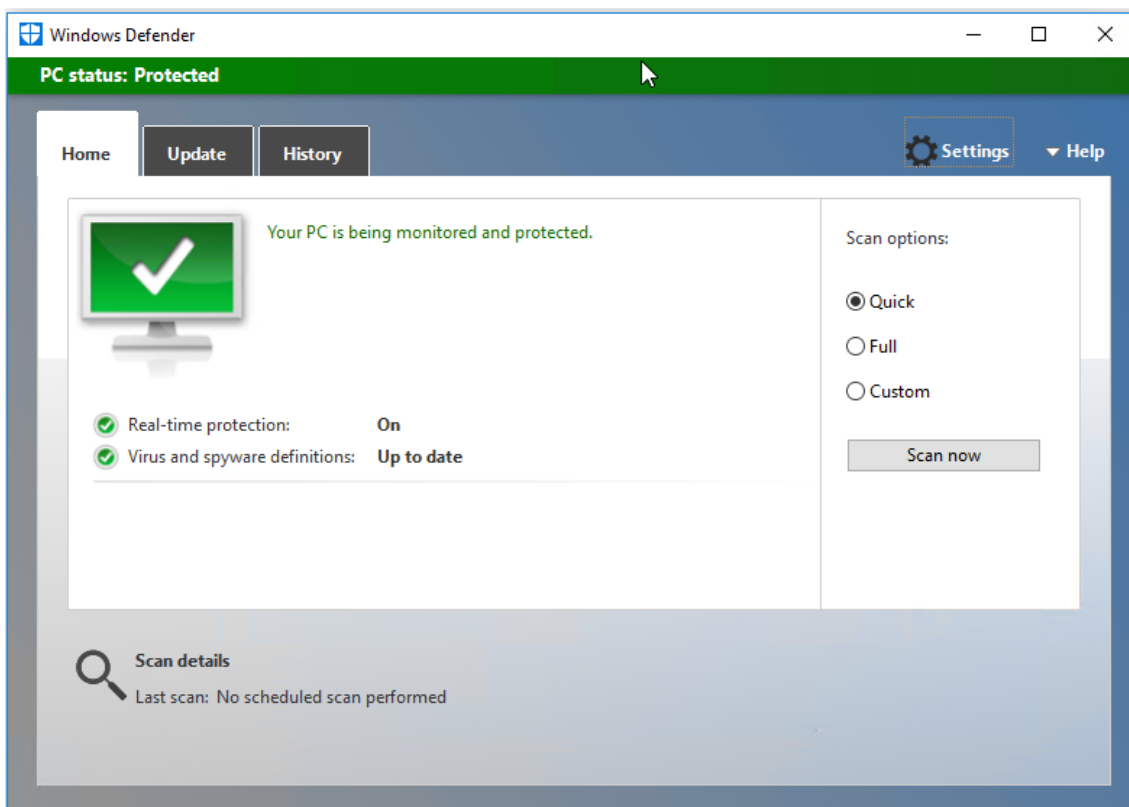 Windows Defender
PC status: Protected
Home
Update
History
Settings
Help
Your PC is being monitored and protected.
Scan options:
Quick
Full
Custom
Real-time protection: On
Virus and spyware definitions: Up to date
Scan now
Scan details
Last scan: No scheduled scan performed